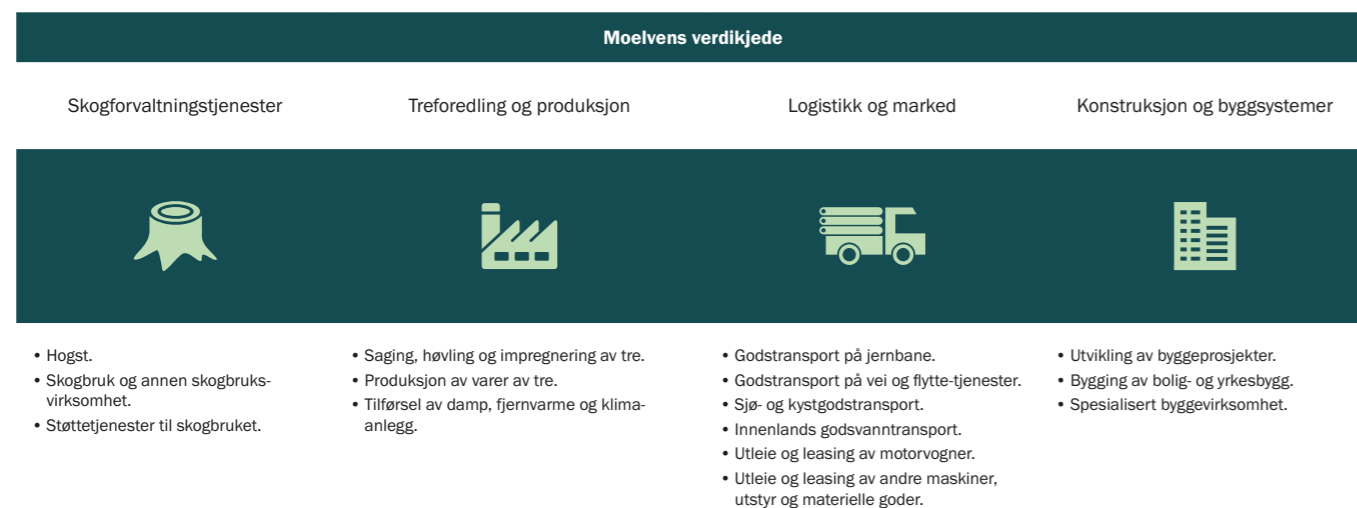 Moelvens verdikjede
Skogforvaltningstjenester
Treforedling og produksjon
Logistikk og marked
Konstruksjon og byggsystemer
• Hogst.
• Skogbruk og annen skogbruks-
virksomhet.
• Støttetjenester til skogbruket.
• Saging, høvling og impregnering av tre.
• Produksjon av varer av tre.
• Tilførsel av damp, fjernvarme og klima-
anlegg.
• Godstransport på jernbane.
• Godstransport på vei og flytte-tjenester.
• Sjø- og kystgodstransport.
• Innenlands godsvanntransport.
• Utleie og leasing av motorvogner.
• Utleie og leasing av andre maskiner,
utstyr og materielle goder.
• Utvikling av byggeprosjekter.
• Bygging av bolig- og yrkesbygg.
• Spesialisert byggevirksomhet.